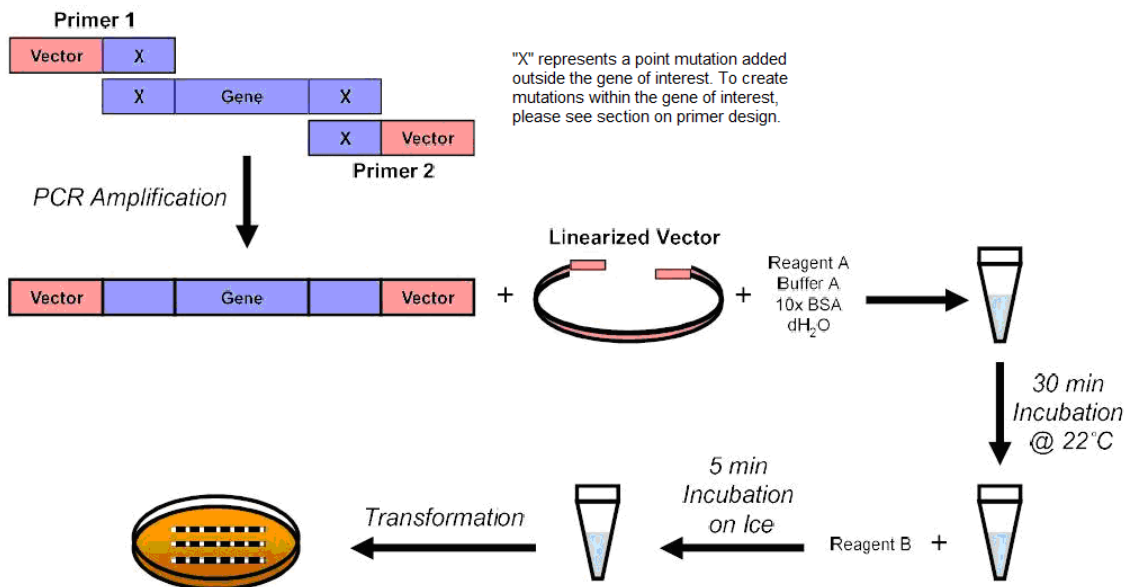 Primer 1
Vector X
"X" represents a point mutation added
outside the gene of interest. To create
mutations within the gene of interest,
please see section on primer design.
X Gene X
X Vector
Primer 2
PCR Amplification
Linearized Vector
Vector Gene Vector
+
+
Reagent A
Buffer A
10x BSA
dH₂O
30 min
Incubation
@ 22°C
5 min
Incubation
on Ice
Transformation
Reagent B +